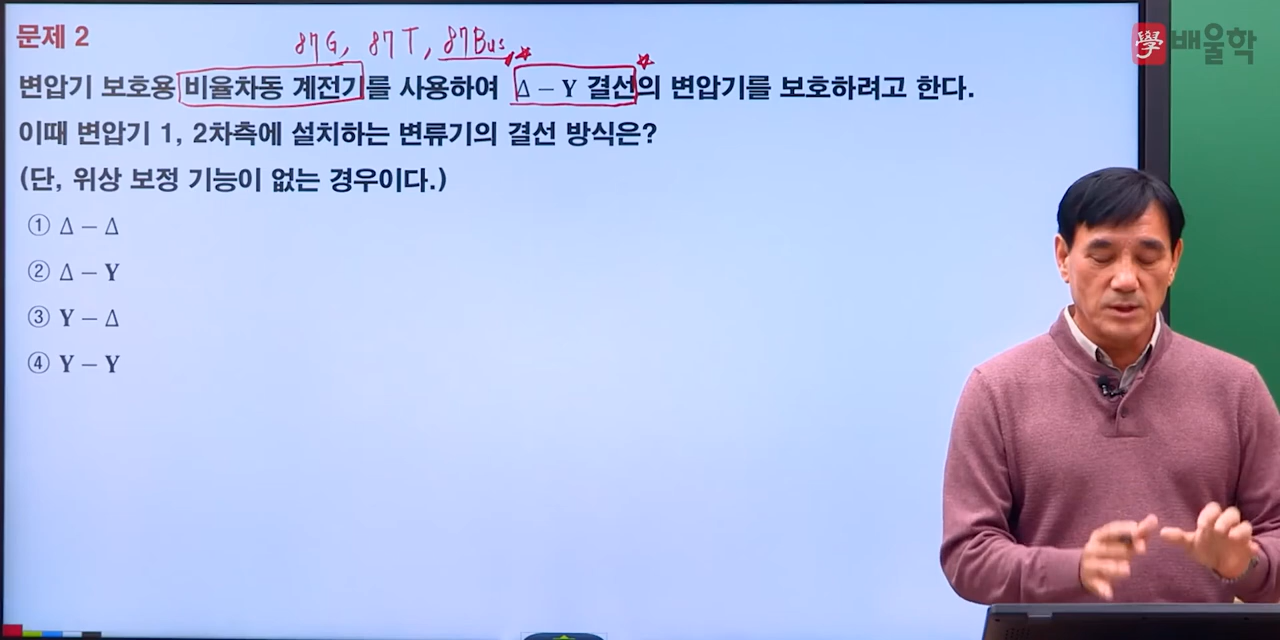 문제 2
87G, 87T, 87Bus
學 배울학
변압기 보호용 비율차동 계전기를 사용하여 Δ – Y 결선의 변압기를 보호하려고 한다.
이때 변압기 1, 2차측에 설치하는 변류기의 결선 방식은?
(단, 위상 보정 기능이 없는 경우이다.)
① Δ – Δ
② Δ – Y
③ Y – Δ
④ Y – Y